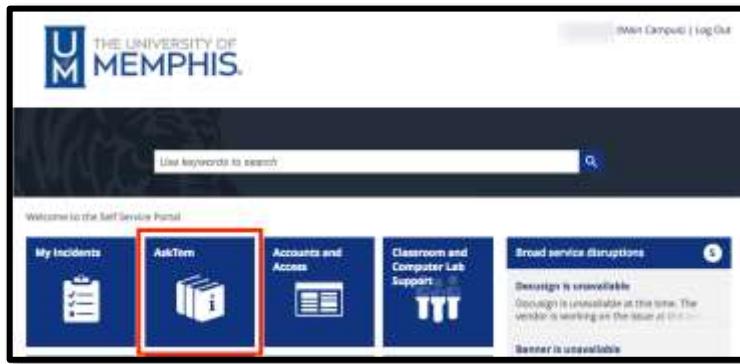 (Main Campus) | Log Out
UM
THE UNIVERSITY OF
MEMPHIS.
Use keywords to search
Welcome to the Self Service Portal
My Incidents
AskTom
Accounts and
Access
Classroom and
Computer Lab
Support
Broad service disruptions
5
Docusign is unavailable
Docusign is unavailable at this time. The
vendor is working on the issue at
Banner is unavailable